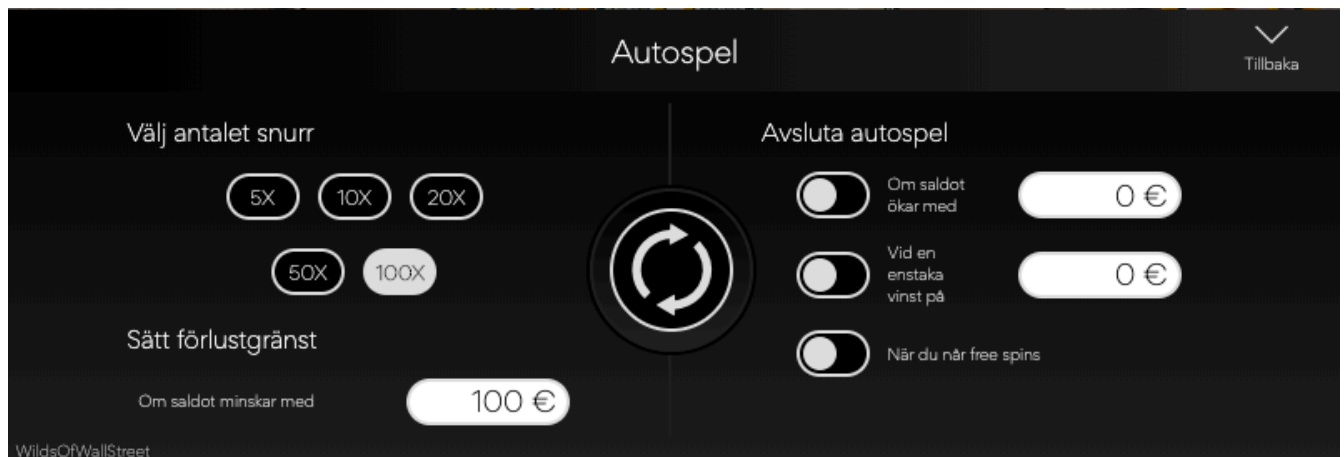 Autospel
Tillbaka
Välj antalet snurr
5X 10X 20X
50X 100X
Sätt förlustgränst
Om saldot minskar med 100 €
Avsluta autospel
Om saldot
ökar med
0 €
Vid en
enstaka
vinst på
0 €
När du når free spins
WildsOfWallStreet